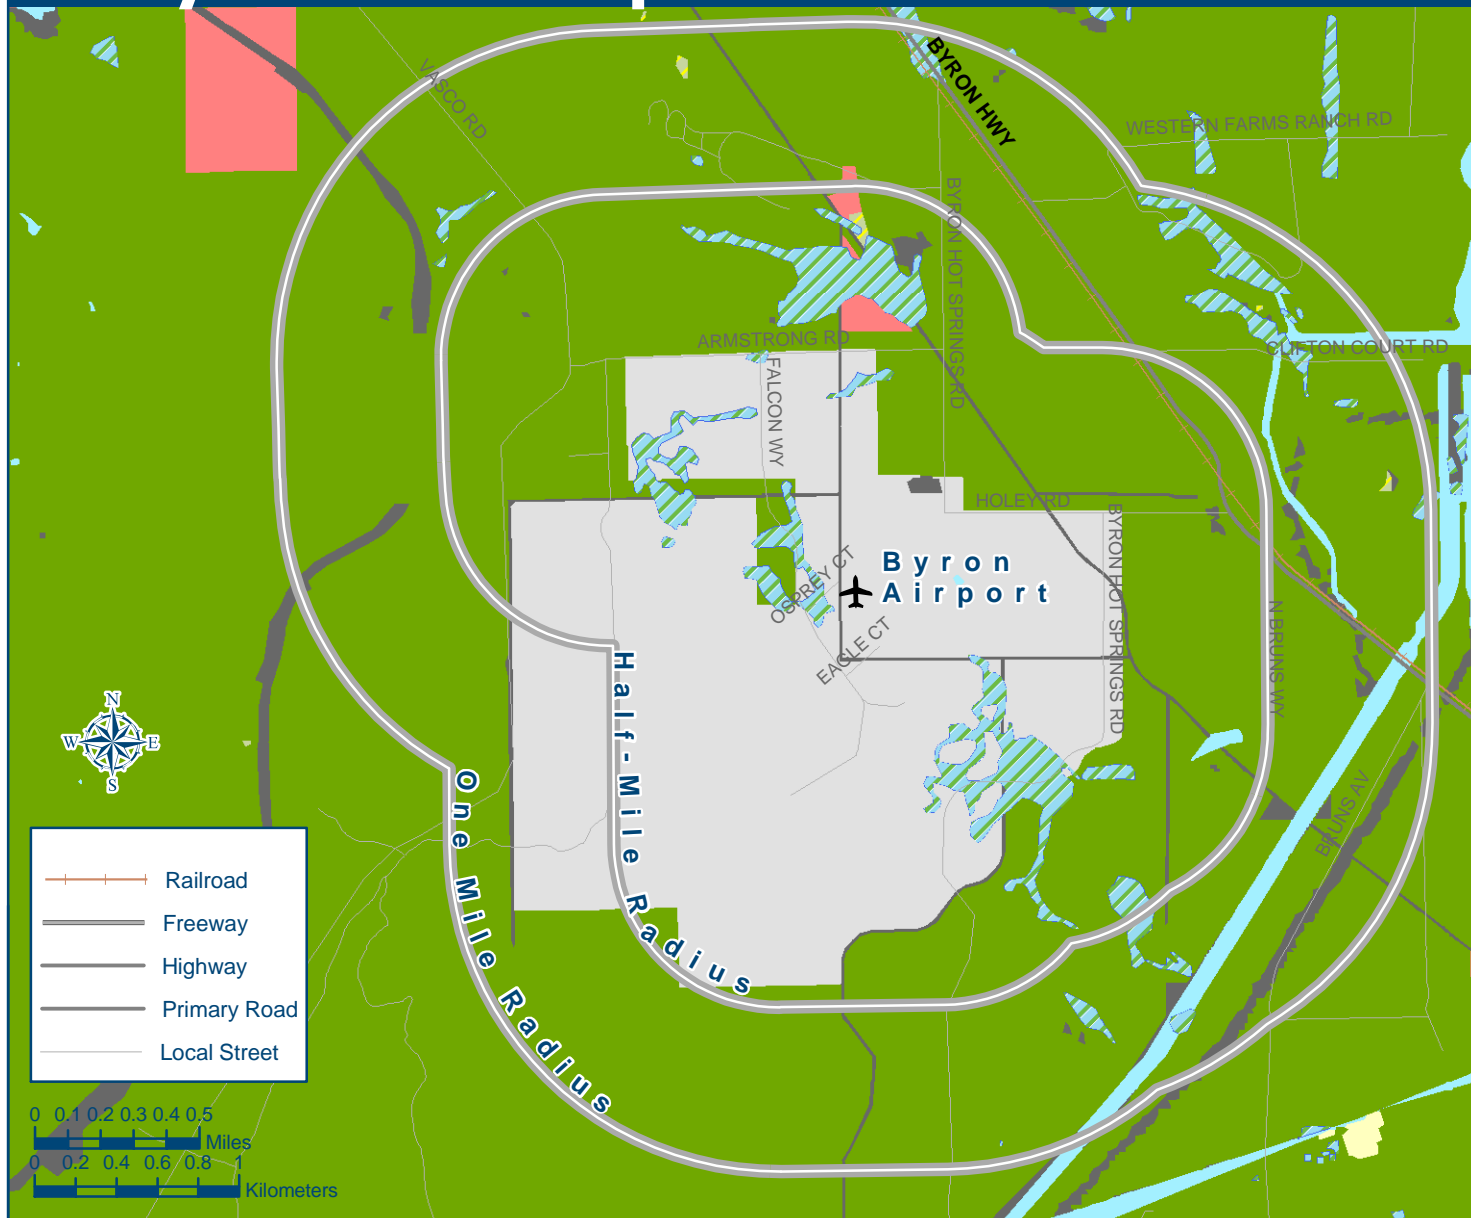 BYRON HWY
VASCO RD
WESTERN FARMS RANCH RD
BYRON HOT SPRINGS RD
ARMSTRONG RD
CLIFTON COURT RD
FALCON WY
HOLEY RD
BYRON HOT SPRINGS RD
OSPREY CT
Byron
Airport
EAGLE CT
N BRUNS WY
BRUNS AV
Half-Mile Radius
One Mile Radius
N
W
E
S
Railroad
Freeway
Highway
Primary Road
Local Street
0 0.1 0.2 0.3 0.4 0.5
Miles
0 0.2 0.4 0.6 0.8 1
Kilometers